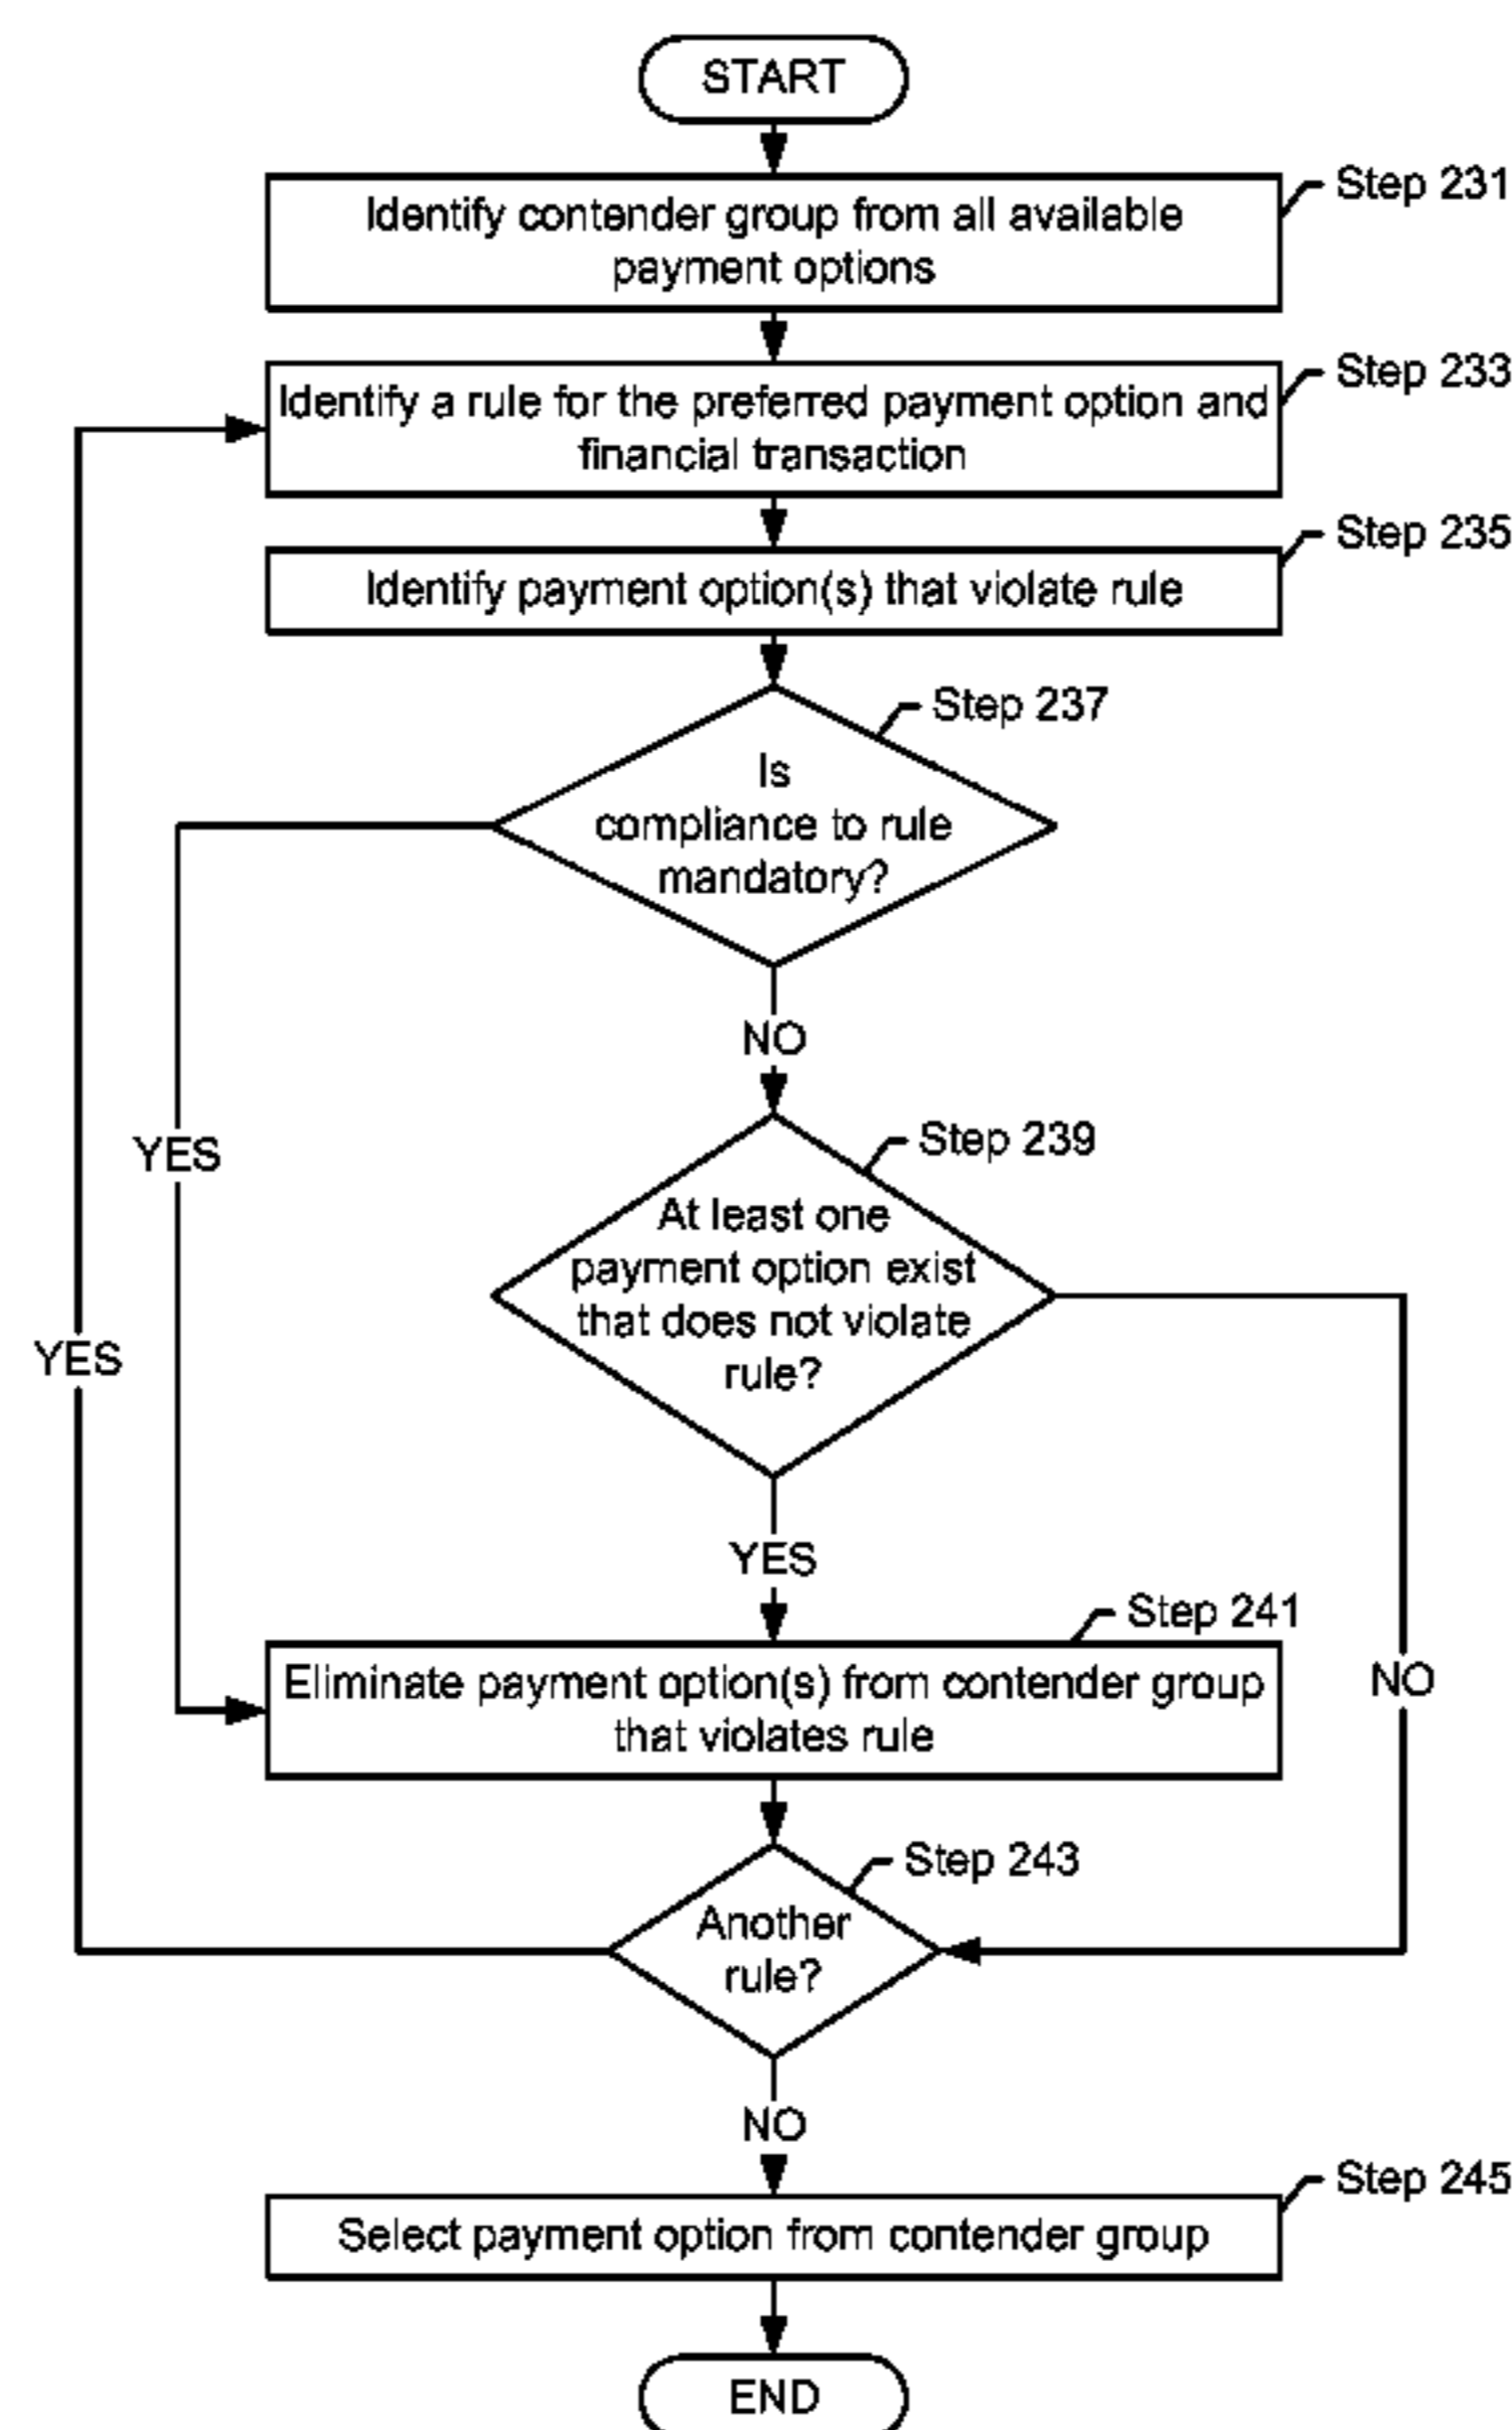 START
Step 231
Identify contender group from all available
payment options
Step 233
Identify a rule for the preferred payment option and
financial transaction
Step 235
Identify payment option(s) that violate rule
Step 237
Is
compliance to rule
mandatory?
NO
YES
Step 239
At least one
payment option exist
that does not violate
rule?
YES
YES
Step 241
Eliminate payment option(s) from contender group
that violates rule
NO
Step 243
Another
rule?
NO
Step 245
Select payment option from contender group
END